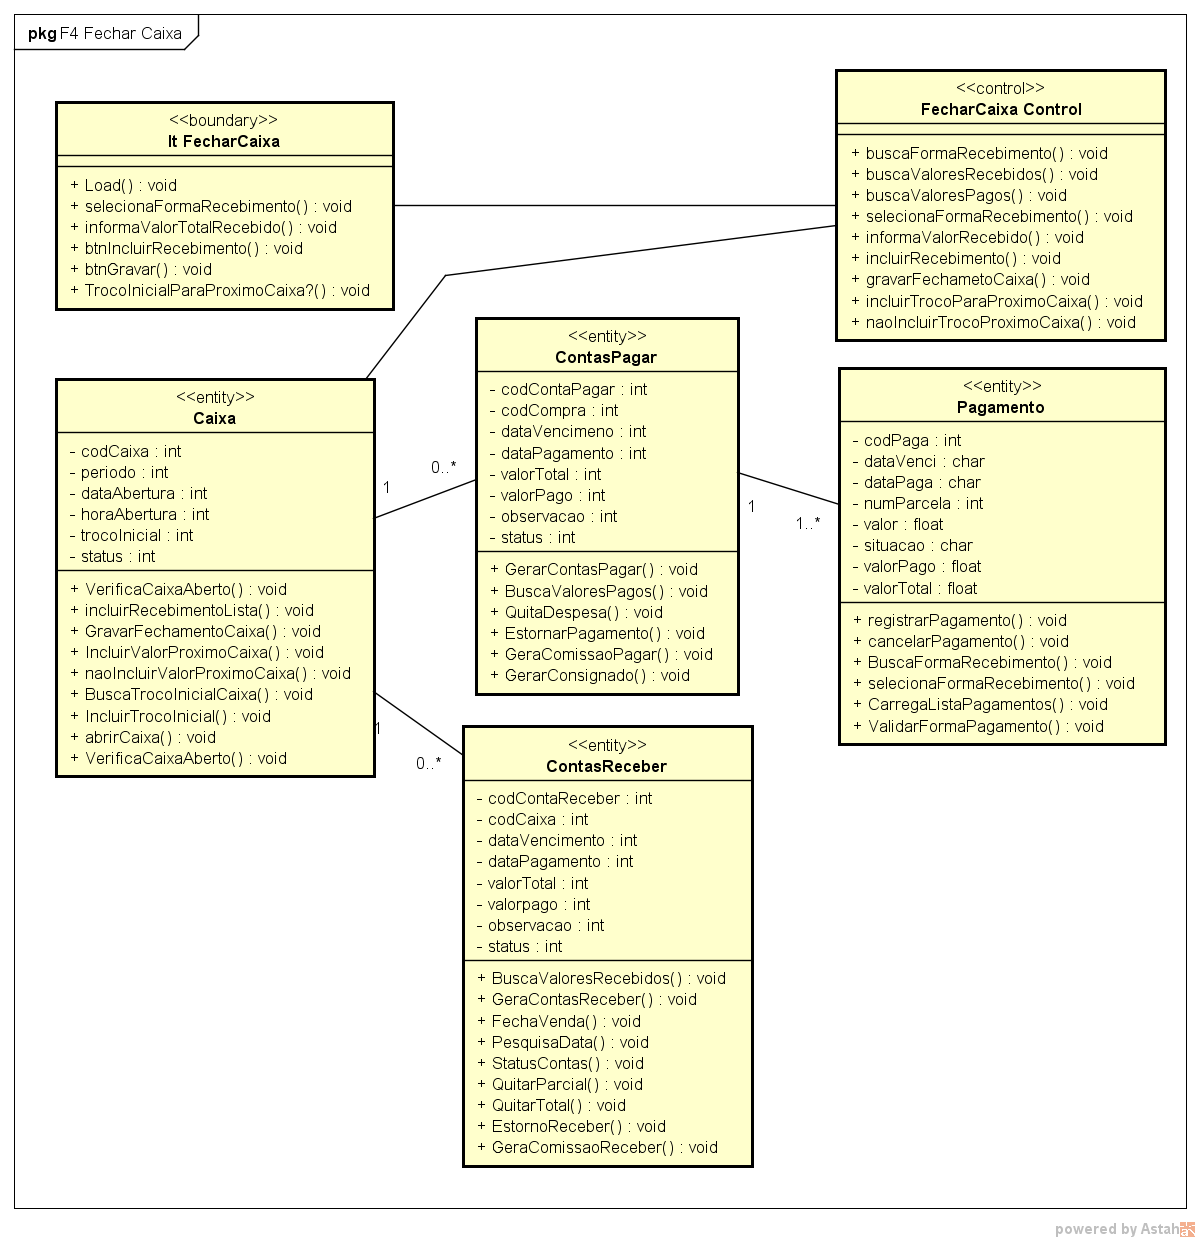 pkg F4 Fechar Caixa
<<boundary>>
It FecharCaixa
+ Load() : void
+ selecionaFormaRecebimento() : void
+ informaValorTotalRecebido() : void
+ btnIncluirRecebimento() : void
+ btnGravar() : void
+ TrocoInicialParaProximoCaixa?() : void
<<control>>
FecharCaixa Control
+ buscaFormaRecebimento() : void
+ buscaValoresRecebidos() : void
+ buscaValoresPagos() : void
+ selecionaFormaRecebimento() : void
+ informaValorRecebido() : void
+ incluirRecebimento() : void
+ gravarFechametoCaixa() : void
+ incluirTrocoParaProximoCaixa() : void
+ naoIncluirTrocoProximoCaixa() : void
<<entity>>
Caixa
- codCaixa : int
- periodo : int
- dataAbertura : int
- horaAbertura : int
- trocoInicial : int
- status : int
+ VerificaCaixaAberto() : void
+ incluirRecebimentoLista() : void
+ GravarFechamentoCaixa() : void
+ IncluirValorProximoCaixa() : void
+ naoIncluirValorProximoCaixa() : void
+ BuscaTrocoInicialCaixa() : void
+ IncluirTrocoInicial() : void
+ abrirCaixa() : void
+ VerificaCaixaAberto() : void
1
0..*
1
0..*
<<entity>>
ContasPagar
- codContaPagar : int
- codCompra : int
- dataVencimeno : int
- dataPagamento : int
- valorTotal : int
- valorPago : int
- observacao : int
- status : int
+ GerarContasPagar() : void
+ BuscaValoresPagos() : void
+ QuitaDespesa() : void
+ EstornarPagamento() : void
+ GeraComissaoPagar() : void
+ GerarConsignado() : void
1
1..*
<<entity>>
Pagamento
- codPaga : int
- dataVenci : char
- dataPaga : char
- numParcela : int
- valor : float
- situacao : char
- valorPago : float
- valorTotal : float
+ registrarPagamento() : void
+ cancelarPagamento() : void
+ BuscaFormaRecebimento() : void
+ selecionaFormaRecebimento() : void
+ CarregaListaPagamentos() : void
+ ValidarFormaPagamento() : void
<<entity>>
ContasReceber
- codContaReceber : int
- codCaixa : int
- dataVencimento : int
- dataPagamento : int
- valorTotal : int
- valorpago : int
- observacao : int
- status : int
+ BuscaValoresRecebidos() : void
+ GeraContasReceber() : void
+ FechaVenda() : void
+ PesquisaData() : void
+ StatusContas() : void
+ QuitarParcial() : void
+ QuitarTotal() : void
+ EstornoReceber() : void
+ GeraComissaoReceber() : void
powered by Astah